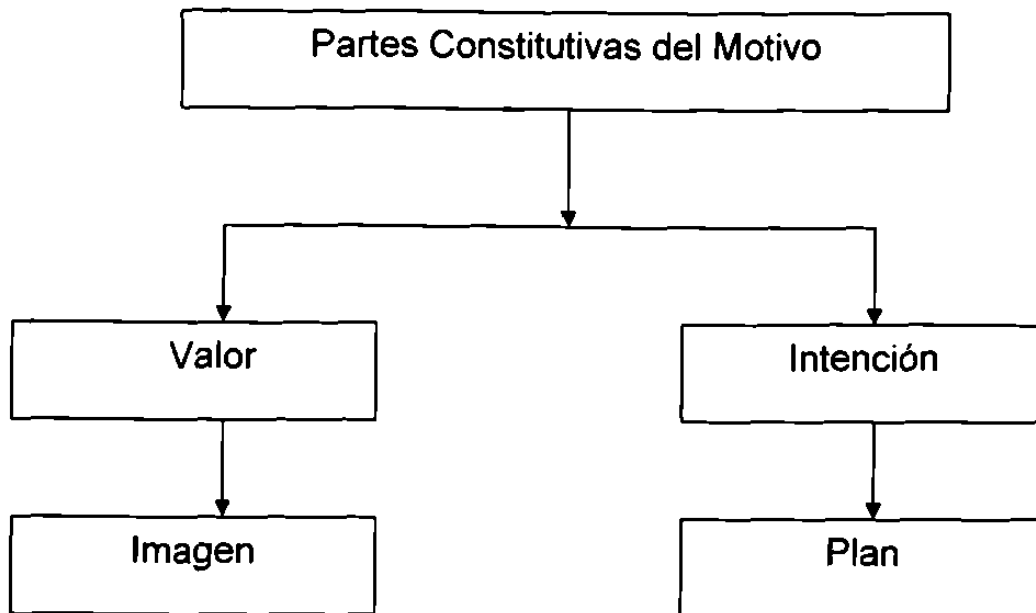 Partes Constitutivas del Motivo
Valor
Intención
Imagen
Plan